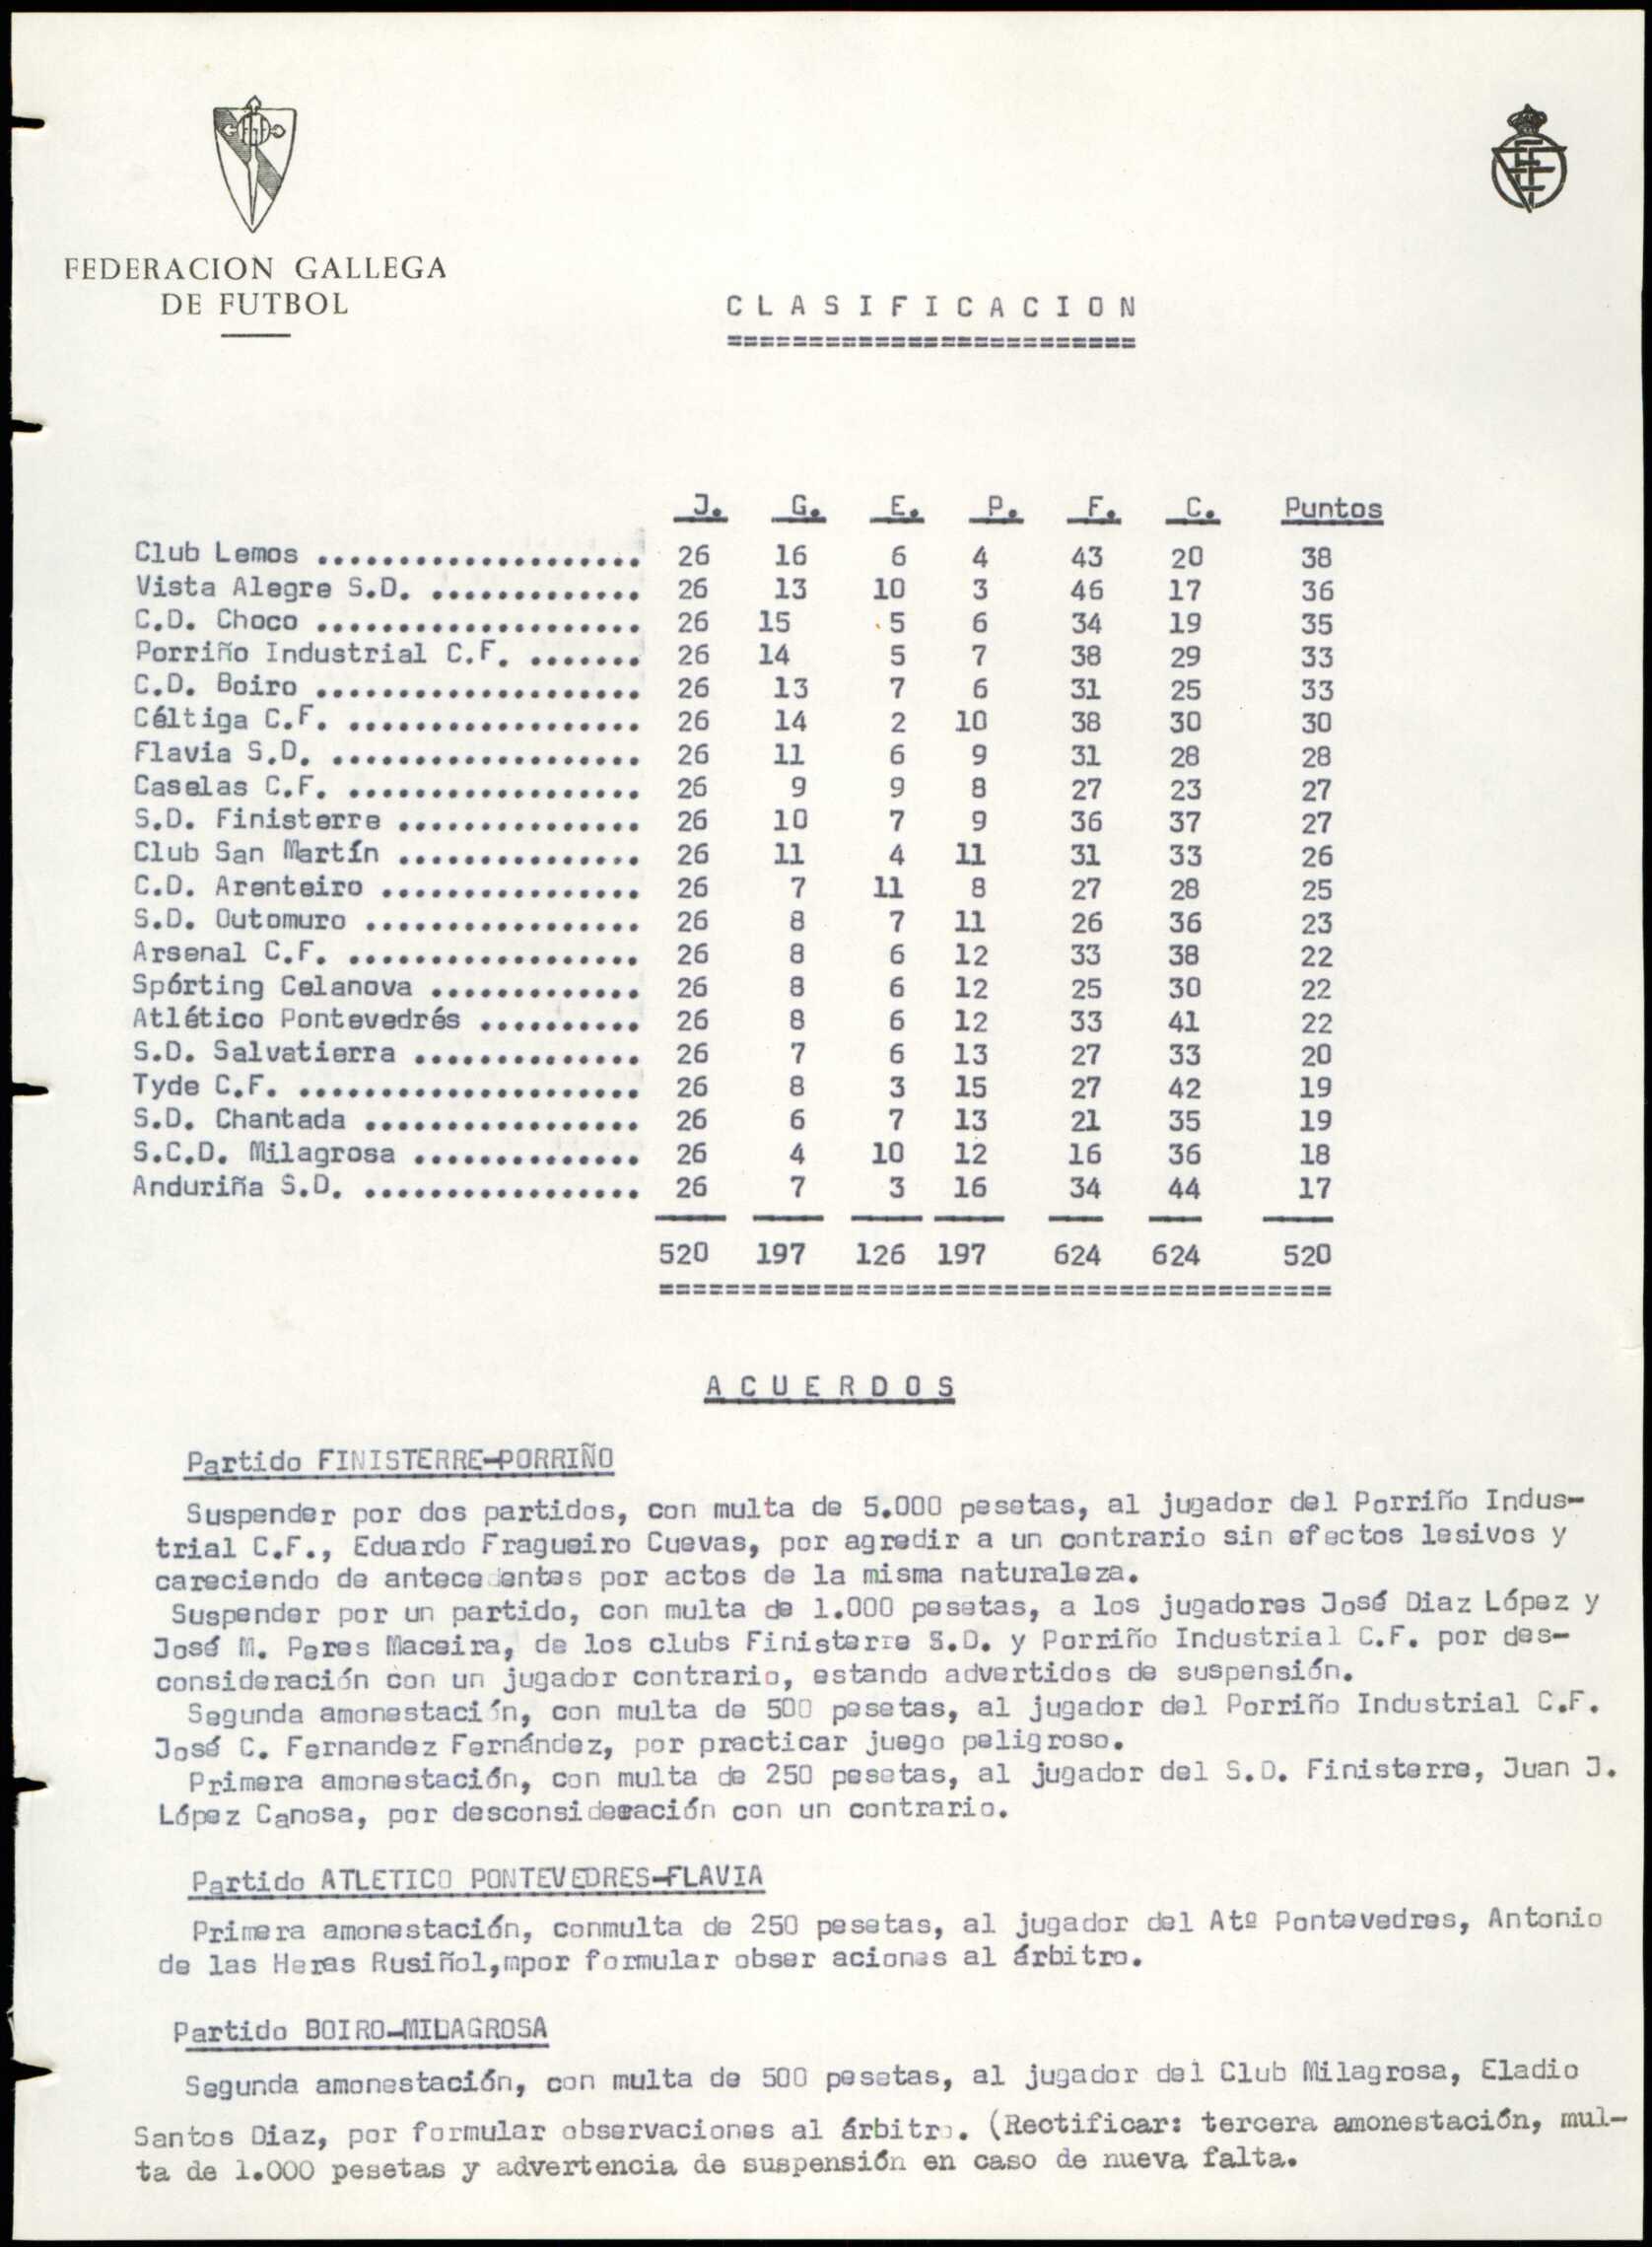 FEDERACION GALLEGA
DE FUTBOL
C L A S I F I C A C I O N
=========================
J. G. E. P. F. C. Puntos
Club Lemos .................... 26 16 6 4 43 20 38
Vista Alegre S.D. ............. 26 13 10 3 46 17 36
C.D. Choco .................... 26 15 5 6 34 19 35
Porriño Industrial C.F. ....... 26 14 5 7 38 29 33
C.D. Boiro .................... 26 13 7 6 31 25 33
Céltiga C.F. .................. 26 14 2 10 38 30 30
Flavia S.D. ................... 26 11 6 9 31 28 28
Caselas C.F. .................. 26 9 9 8 27 23 27
S.D. Finisterre ............... 26 10 7 9 36 37 27
Club San Martín ............... 26 11 4 11 31 33 26
C.D. Arenteiro ................ 26 7 11 8 27 28 25
S.D. Outomuro ................. 26 8 7 11 26 36 23
Arsenal C.F. .................. 26 8 6 12 33 38 22
Spórting Celanova ............. 26 8 6 12 25 30 22
Atlético Pontevedrés .......... 26 8 6 12 33 41 22
S.D. Salvatierra .............. 26 7 6 13 27 33 20
Tyde C.F. ..................... 26 8 3 15 27 42 19
S.D. Chantada ................. 26 6 7 13 21 35 19
S.C.D. Milagrosa .............. 26 4 10 12 16 36 18
Anduriña S.D. ................. 26 7 3 16 34 44 17
520 197 126 197 624 624 520
=========================================
A C U E R D O S
Partido FINISTERRE-PORRIÑO
Suspender por dos partidos, con multa de 5.000 pesetas, al jugador del Porriño Indus-
trial C.F., Eduardo Fragueiro Cuevas, por agredir a un contrario sin efectos lesivos y
careciendo de antecedentes por actos de la misma naturaleza.
Suspender por un partido, con multa de 1.000 pesetas, a los jugadores José Diaz López y
José M. Peres Maceira, de los clubs Finisterre S.D. y Porriño Industrial C.F. por des-
consideración con un jugador contrario, estando advertidos de suspensión.
Segunda amonestación, con multa de 500 pesetas, al jugador del Porriño Industrial C.F.
José C. Fernandez Fernández, por practicar juego peligroso.
Primera amonestación, con multa de 250 pesetas, al jugador del S.D. Finisterre, Juan J.
López Canosa, por desconsideración con un contrario.
Partido ATLETICO PONTEVEDRES-FLAVIA
Primera amonestación, conmulta de 250 pesetas, al jugador del Atº Pontevedres, Antonio
de las Heras Rusiñol,mpor formular obser aciones al árbitro.
Partido BOIRO-MILAGROSA
Segunda amonestación, con multa de 500 pesetas, al jugador del Club Milagrosa, Eladio
Santos Diaz, por formular observaciones al árbitro. (Rectificar: tercera amonestación, mul-
ta de 1.000 pesetas y advertencia de suspensión en caso de nueva falta.